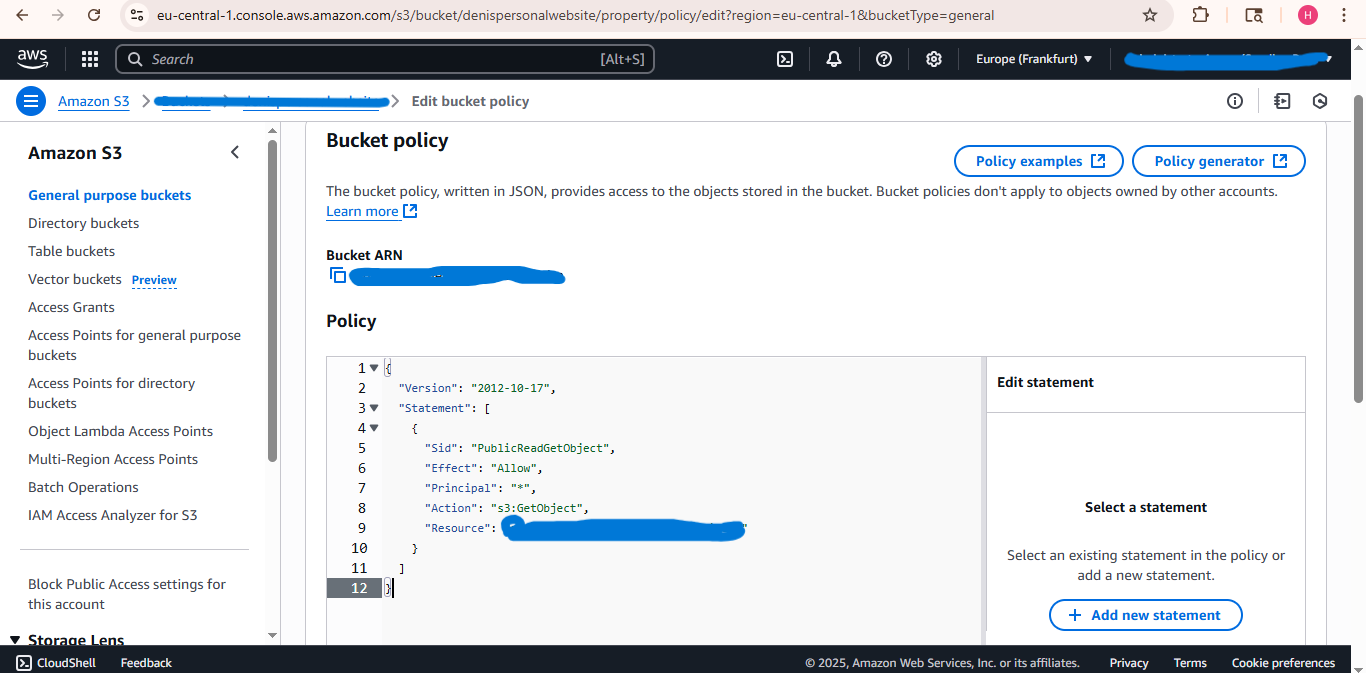 eu-central-1.console.aws.amazon.com/s3/bucket/denispersonalwebsite/property/policy/edit?region=eu-central-1&bucketType=general
H
aws
Search
[Alt+S]
Europe (Frankfurt)
Amazon S3
Edit bucket policy
Amazon S3
General purpose buckets
Directory buckets
Table buckets
Vector buckets Preview
Access Grants
Access Points for general purpose
buckets
Access Points for directory
buckets
Object Lambda Access Points
Multi-Region Access Points
Batch Operations
IAM Access Analyzer for S3
Block Public Access settings for
this account
Storage Lens
Bucket policy
Policy examples
Policy generator
The bucket policy, written in JSON, provides access to the objects stored in the bucket. Bucket policies don't apply to objects owned by other accounts.
Learn more
Bucket ARN
Policy
1 {
2 "Version": "2012-10-17",
3 "Statement": [
4 {
5 "Sid": "PublicReadGetObject",
6 "Effect": "Allow",
7 "Principal": "*",
8 "Action": "s3:GetObject",
9 "Resource":
10 }
11 ]
12 }
Edit statement
Select a statement
Select an existing statement in the policy or
add a new statement.
+ Add new statement
CloudShell
Feedback
© 2025, Amazon Web Services, Inc. or its affiliates.
Privacy
Terms
Cookie preferences